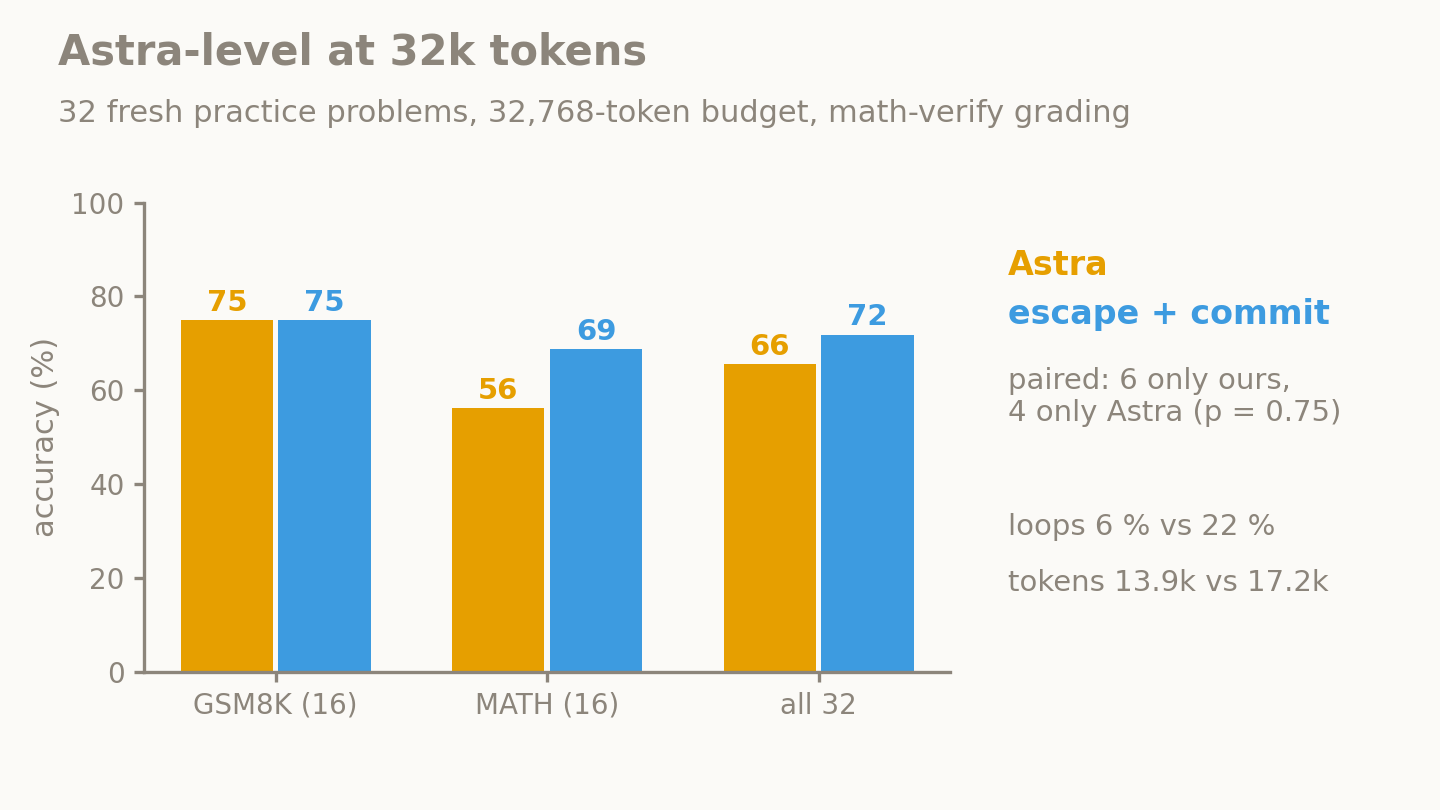 Astra-level at 32k tokens
32 fresh practice problems, 32,768-token budget, math-verify grading
accuracy (%)
100
80
60
40
20
0
75
75
56
69
66
72
GSM8K (16)
MATH (16)
all 32
Astra
escape + commit
paired: 6 only ours,
4 only Astra (p = 0.75)
loops 6 % vs 22 %
tokens 13.9k vs 17.2k